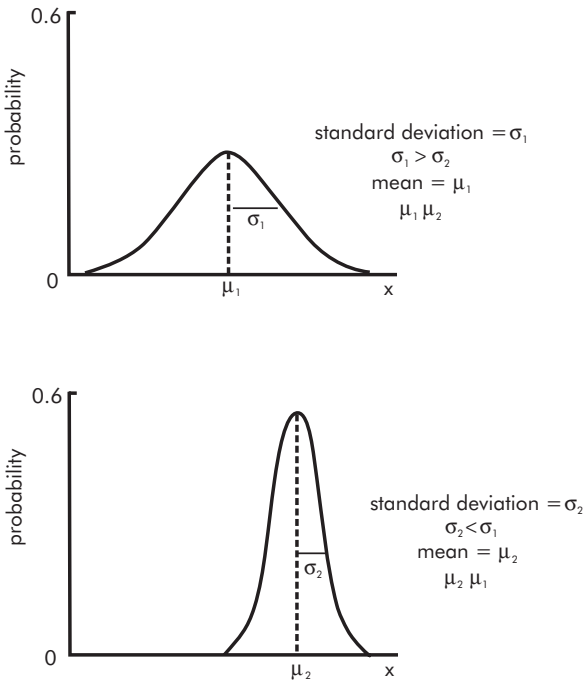 0.6
probability
standard deviation = σ₁
σ₁ > σ₂
mean = μ₁
μ₁ μ₂
σ₁
0
μ₁
x
0.6
probability
standard deviation = σ₂
σ₂ < σ₁
mean = μ₂
μ₂ μ₁
σ₂
0
μ₂
x